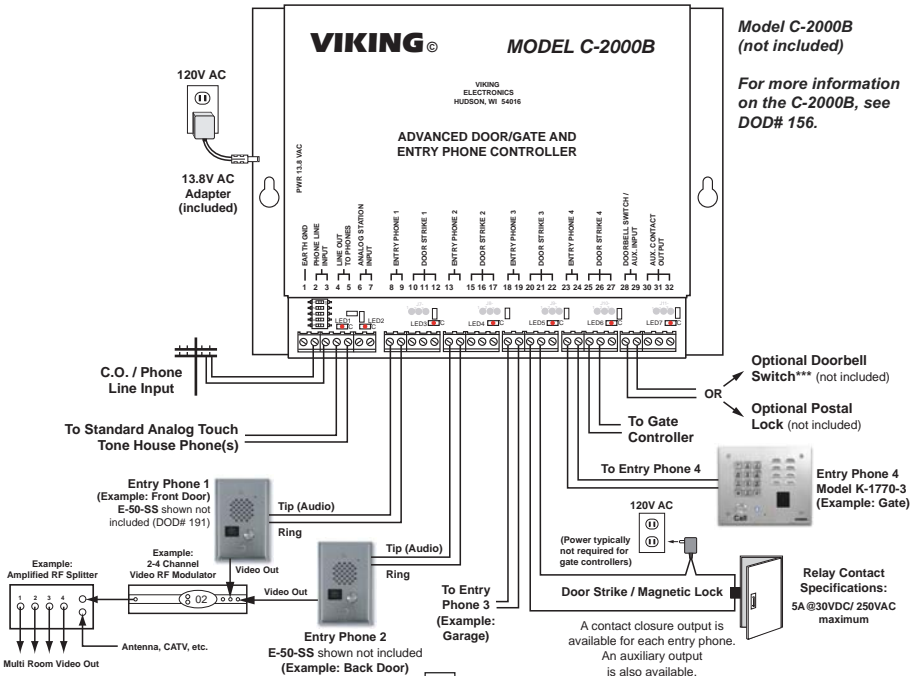 VIKING©
MODEL C-2000B
VIKING
ELECTRONICS
HUDSON, WI 54016
ADVANCED DOOR/GATE AND
ENTRY PHONE CONTROLLER
Model C-2000B
(not included)
For more information
on the C-2000B, see
DOD# 156.
120V AC
13.8V AC
Adapter
(included)
PWR 13.8 VAC
EARTH GND
PHONE LINE
INPUT
LINE OUT
TO PHONES
ANALOG STATION
INPUT
ENTRY PHONE 1
DOOR STRIKE 1
ENTRY PHONE 2
DOOR STRIKE 2
ENTRY PHONE 3
DOOR STRIKE 3
ENTRY PHONE 4
DOOR STRIKE 4
DOORBELL SWITCH /
AUX. INPUT
AUX. CONTACT
OUTPUT
1 2 3 4 5 6 7 8 9 10 11 12 13 15 16 17 18 19 20 21 22 23 24 25 26 27 28 29 30 31 32
LED1 LED2 LED3 LED4 LED5 LED6 LED7
C.O. / Phone
Line Input
To Standard Analog Touch
Tone House Phone(s)
Optional Doorbell
Switch*** (not included)
OR
Optional Postal
Lock (not included)
To Gate
Controller
To Entry Phone 4
Entry Phone 4
Model K-1770-3
(Example: Gate)
Call
Entry Phone 1
(Example: Front Door)
E-50-SS shown not
included (DOD# 191)
Tip (Audio)
Ring
Video Out
Example:
Amplified RF Splitter
1 2 3 4
Multi Room Video Out
Antenna, CATV, etc.
Example:
2-4 Channel
Video RF Modulator
02
Video Out
Tip (Audio)
Ring
Entry Phone 2
E-50-SS shown not included
(Example: Back Door)
To Entry
Phone 3
(Example:
Garage)
120V AC
(Power typically
not required for
gate controllers)
Door Strike / Magnetic Lock
A contact closure output is
available for each entry phone.
An auxiliary output
is also available.
Relay Contact
Specifications:
5A@30VDC/ 250VAC
maximum